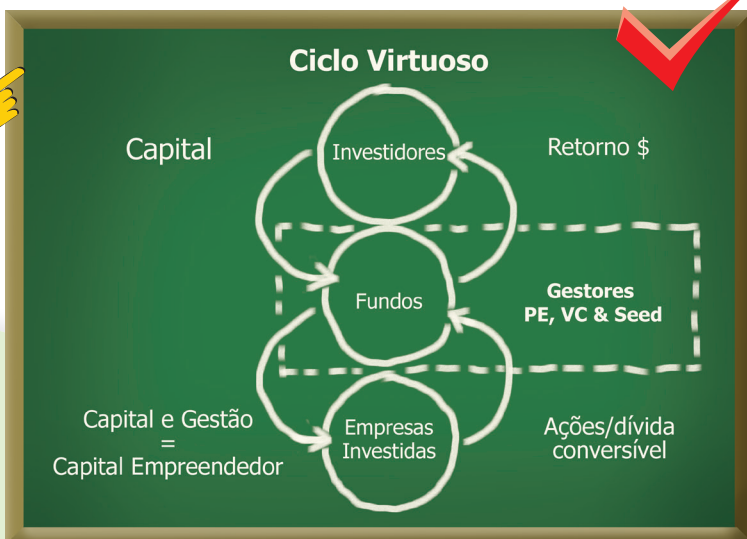 Ciclo Virtuoso
Capital
Investidores
Retorno $
Fundos
Gestores
PE, VC & Seed
Capital e Gestão
=
Capital Empreendedor
Empresas
Investidas
Ações/dívida
conversível